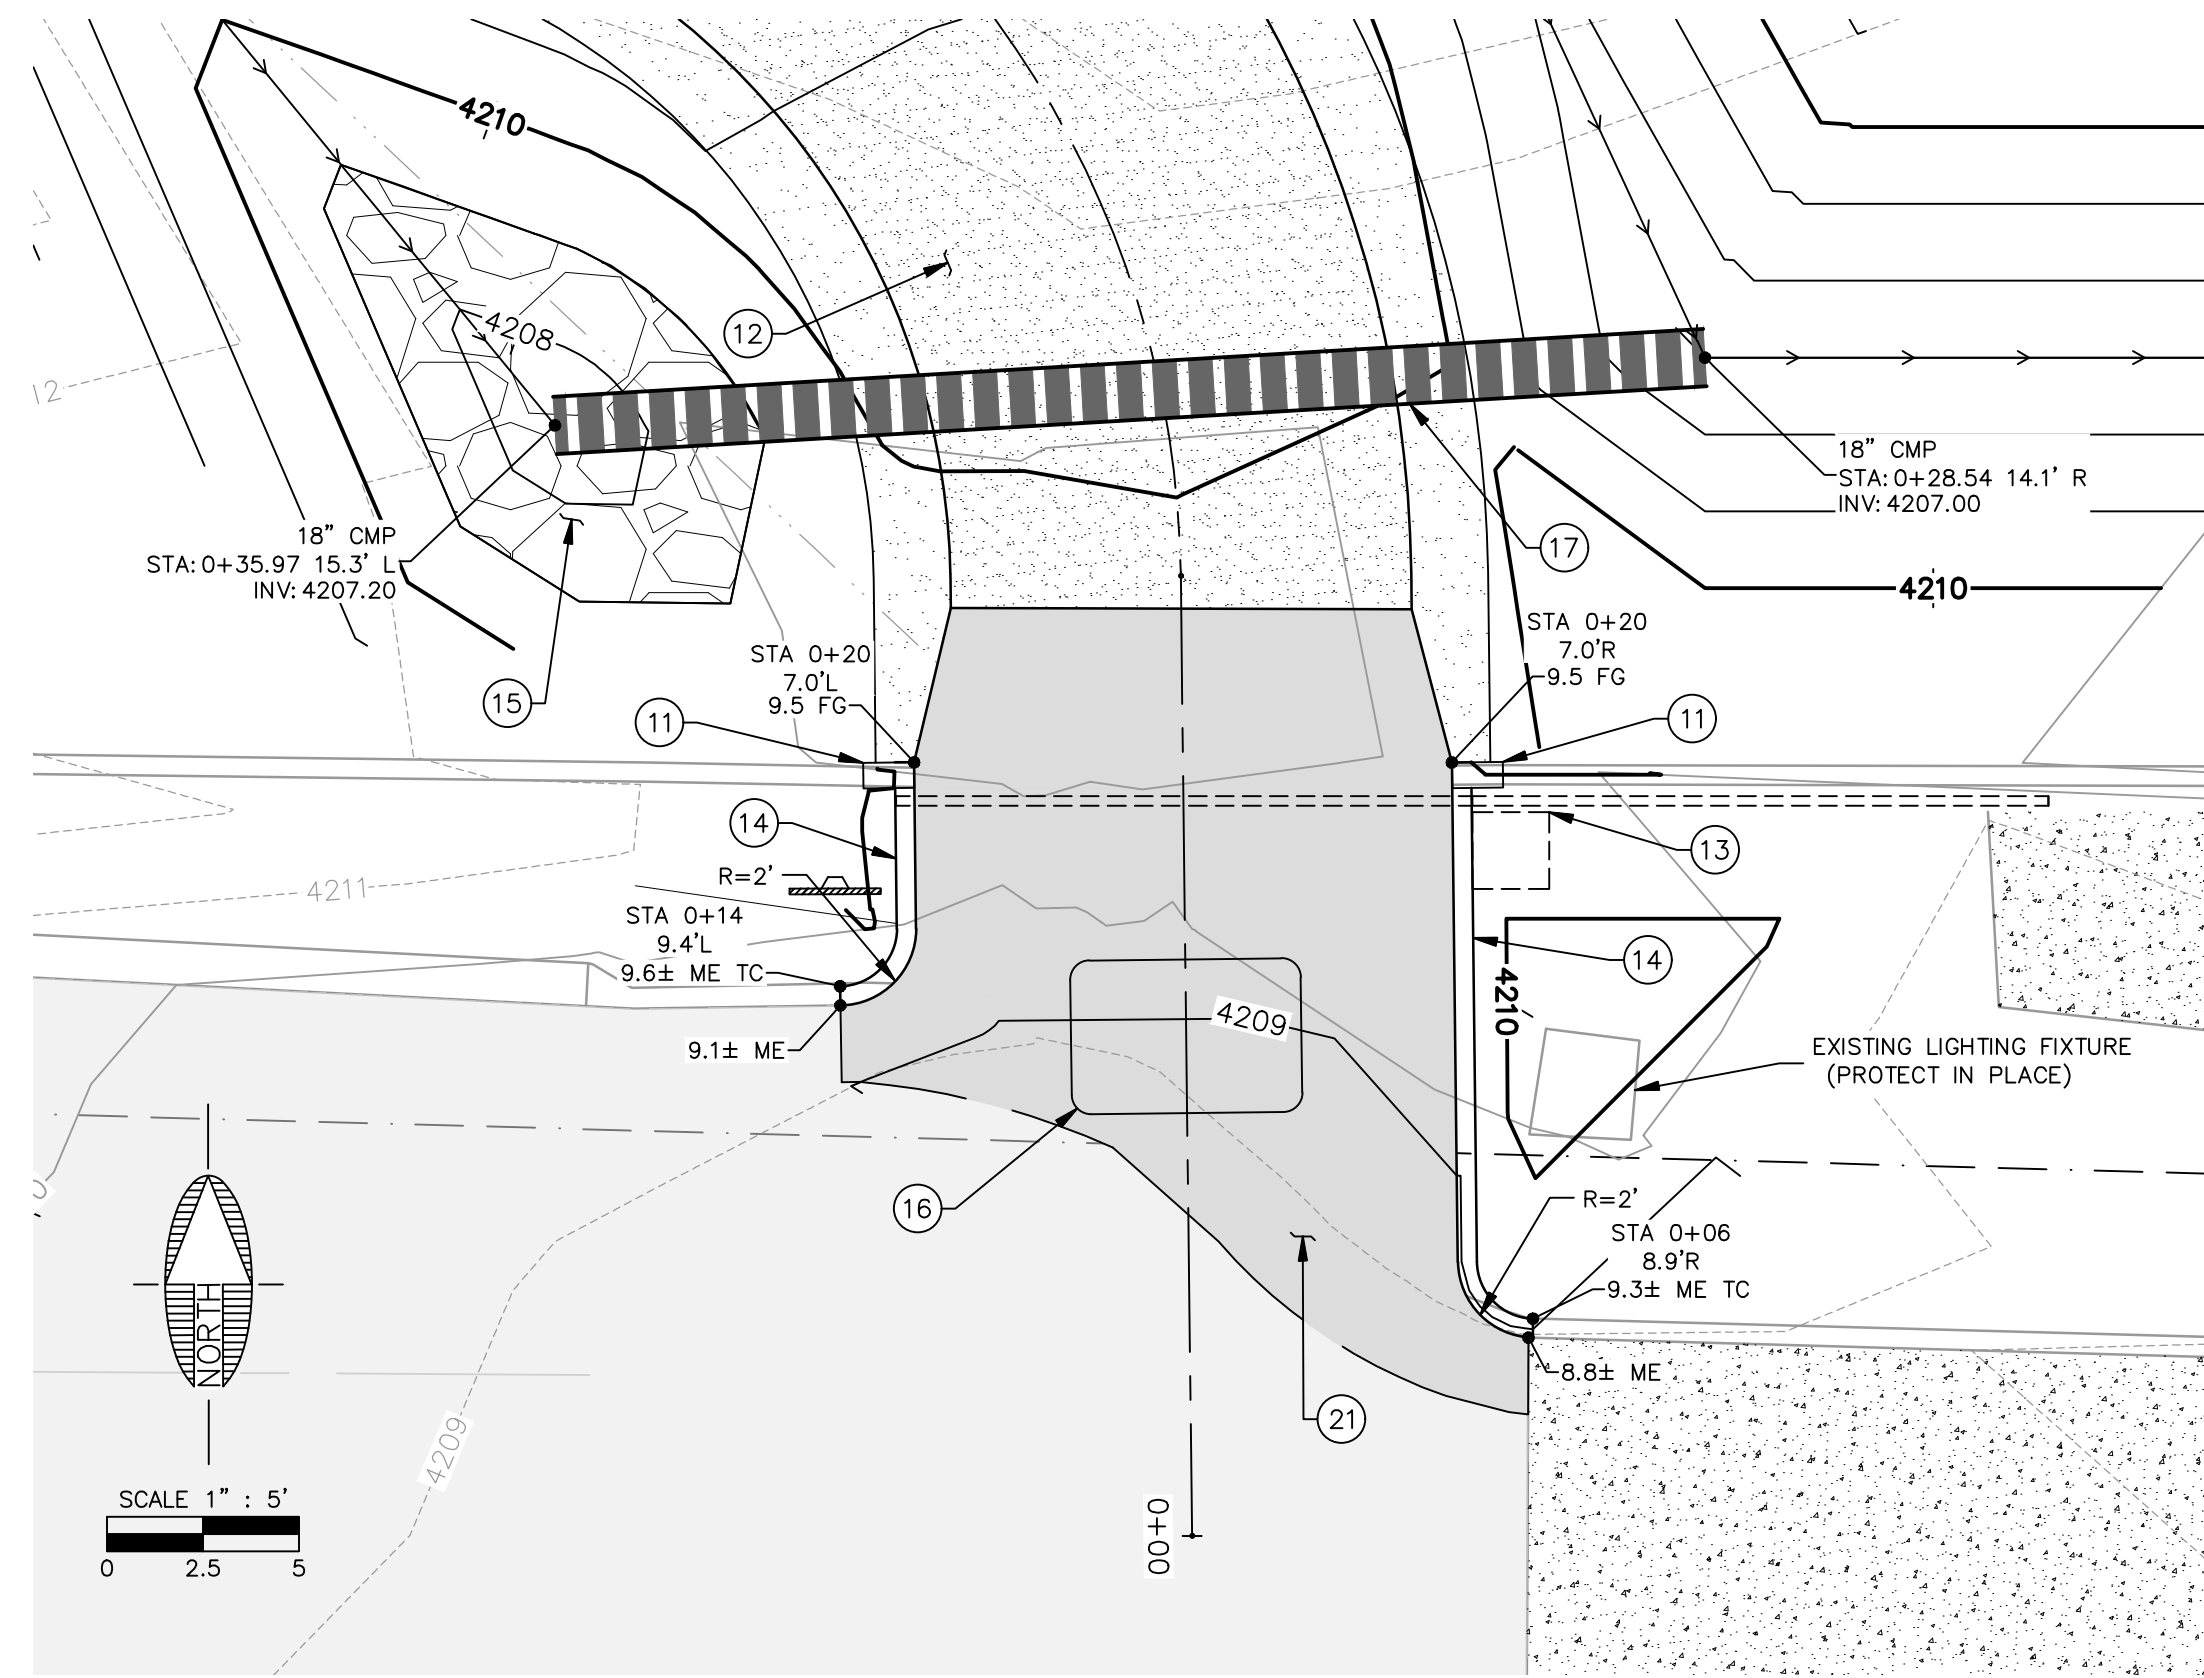 4210
12
4208
12
18” CMP
STA: 0+28.54 14.1’ R
INV: 4207.00
18” CMP
STA: 0+35.97 15.3’ L
INV: 4207.20
17
4210
STA 0+20
7.0’R
9.5 FG
STA 0+20
7.0’L
9.5 FG
15
11
11
14
13
R=2’
4211
STA 0+14
9.4’L
9.6± ME TC
14
4210
4209
9.1± ME
EXISTING LIGHTING FIXTURE
(PROTECT IN PLACE)
16
R=2’
STA 0+06
8.9’R
9.3± ME TC
8.8± ME
NORTH
21
4209
SCALE 1” : 5’
0 2.5 5
0+00